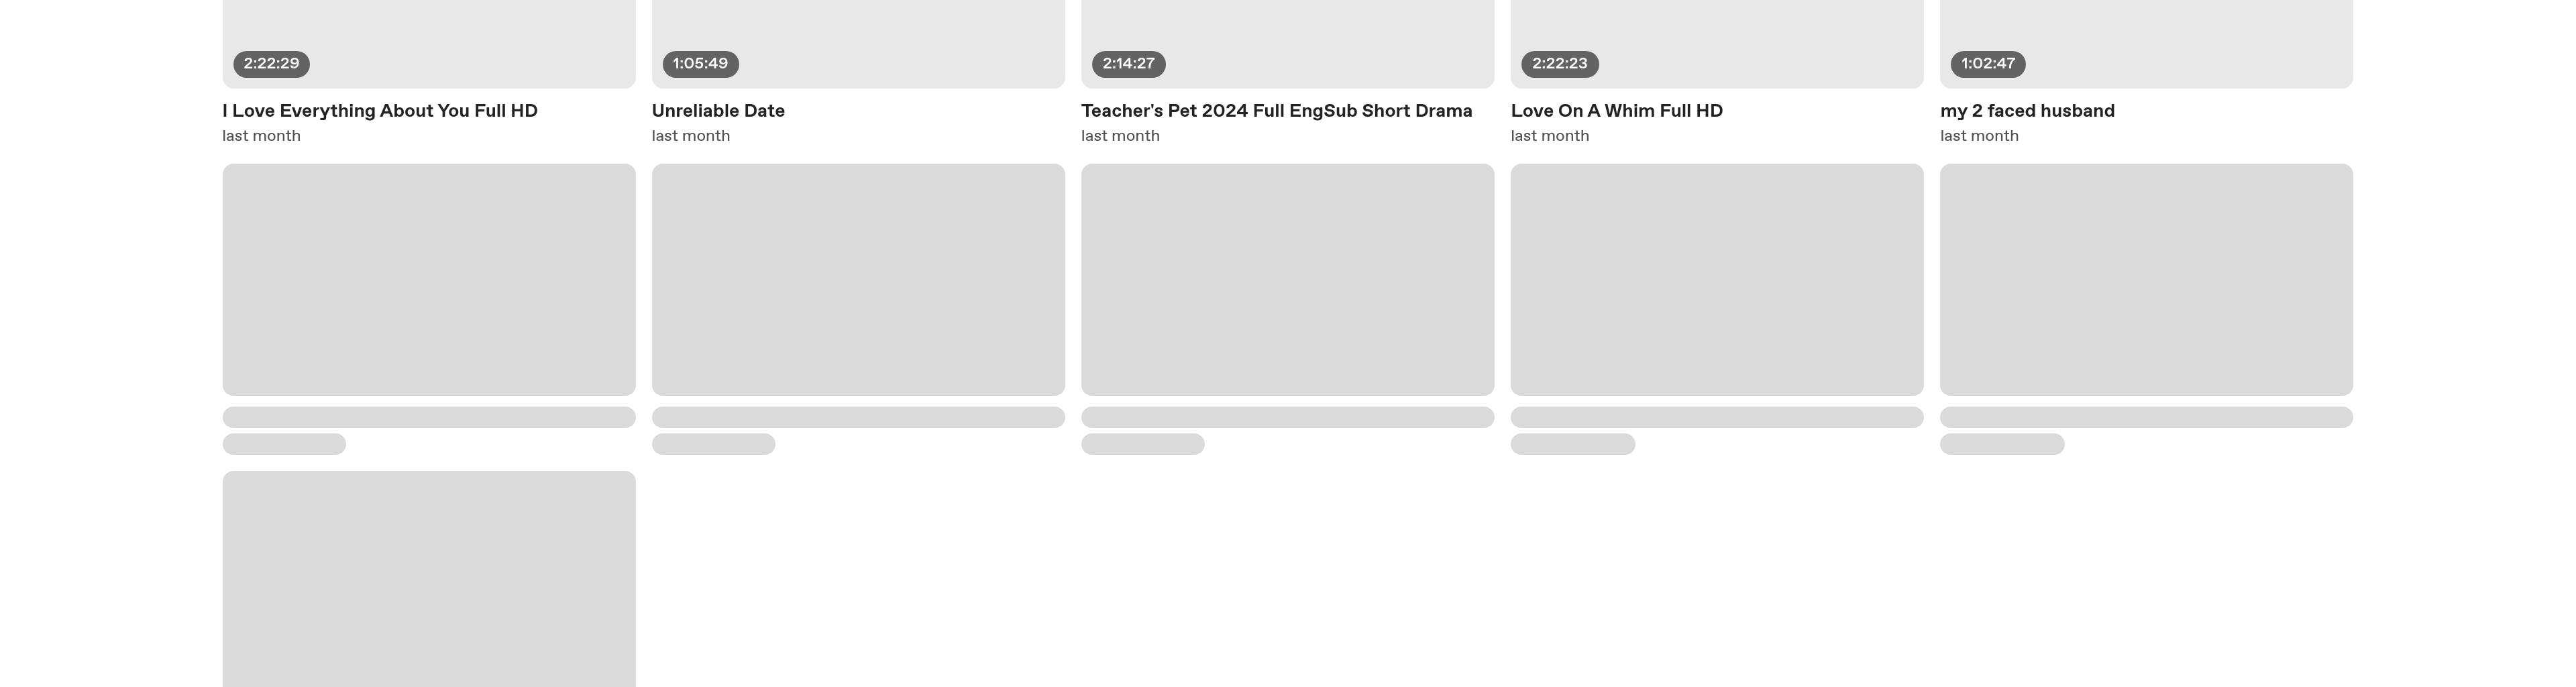 2:22:29
1:05:49
2:14:27
2:22:23
1:02:47
I Love Everything About You Full HD
Unreliable Date
Teacher's Pet 2024 Full EngSub Short Drama
Love On A Whim Full HD
my 2 faced husband
last month
last month
last month
last month
last month